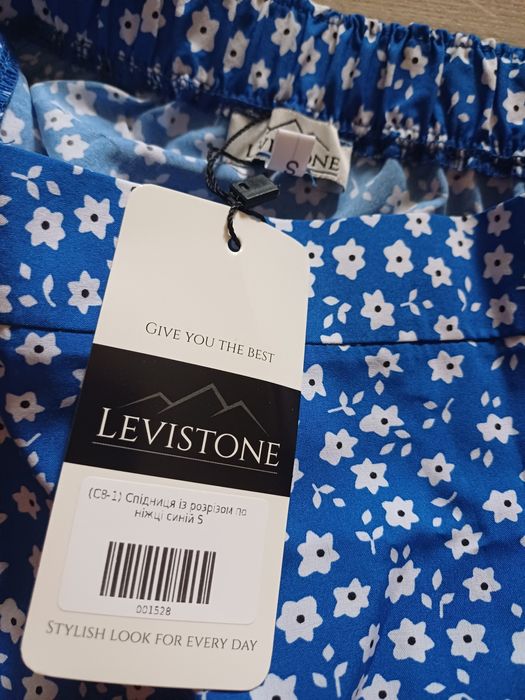 S
LEVISTONE
GIVE YOU THE BEST
LEVISTONE
(С8-1) Спідниця із розрізом по
ніжці синій S
001528
STYLISH LOOK FOR EVERY DAY